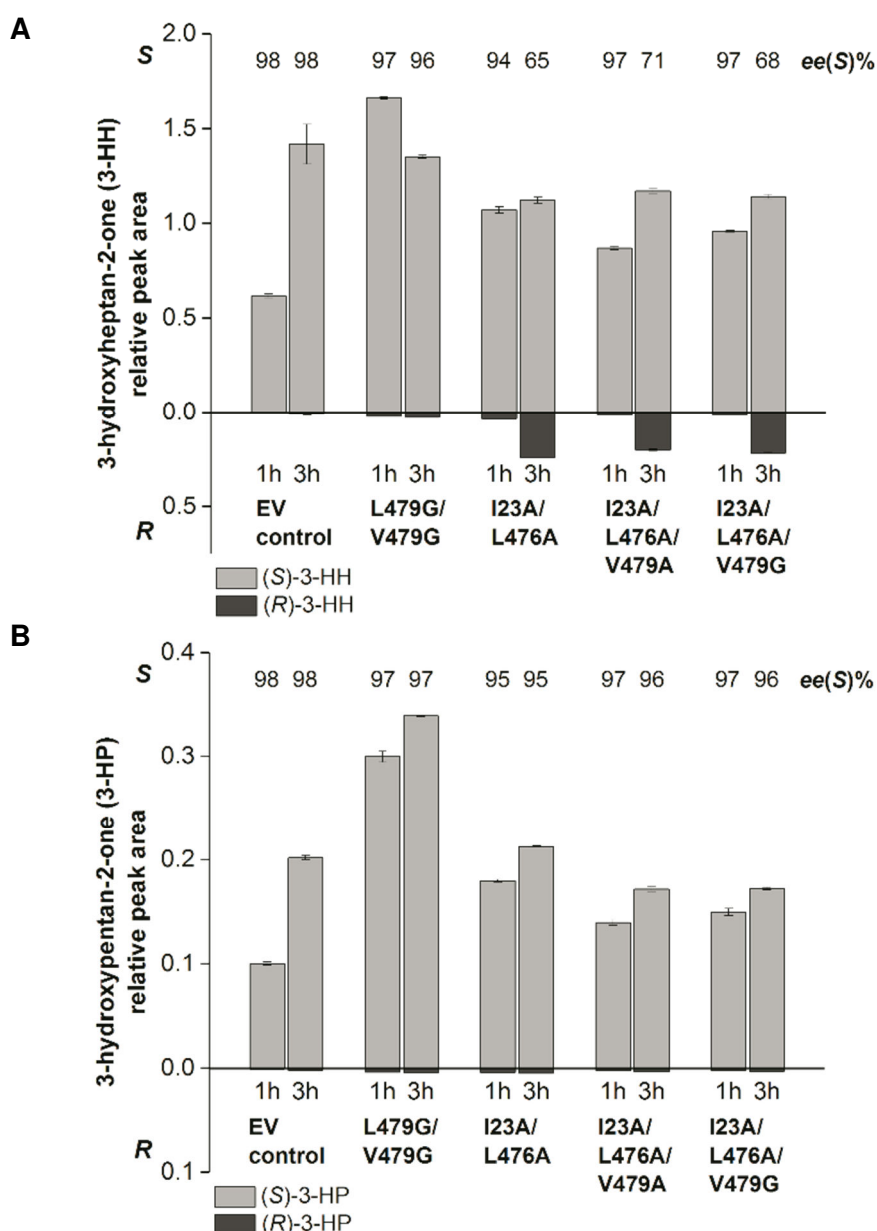 A
S
2.0
98 98 97 96 94 65 97 71 97 68 ee(S)%
1.5
1.0
0.5
0.0
0.5
R
3-hydroxyheptan-2-one (3-HH)
relative peak area
1h 3h 1h 3h 1h 3h 1h 3h 1h 3h
EV L479G/ I23A/ I23A/ I23A/
control V479G L476A L476A/ L476A/
V479A V479G
(S)-3-HH
(R)-3-HH
B
S
0.4
98 98 97 97 95 95 97 96 97 96 ee(S)%
0.3
0.2
0.1
0.0
0.1
R
3-hydroxypentan-2-one (3-HP)
relative peak area
1h 3h 1h 3h 1h 3h 1h 3h 1h 3h
EV L479G/ I23A/ I23A/ I23A/
control V479G L476A L476A/ L476A/
V479A V479G
(S)-3-HP
(R)-3-HP